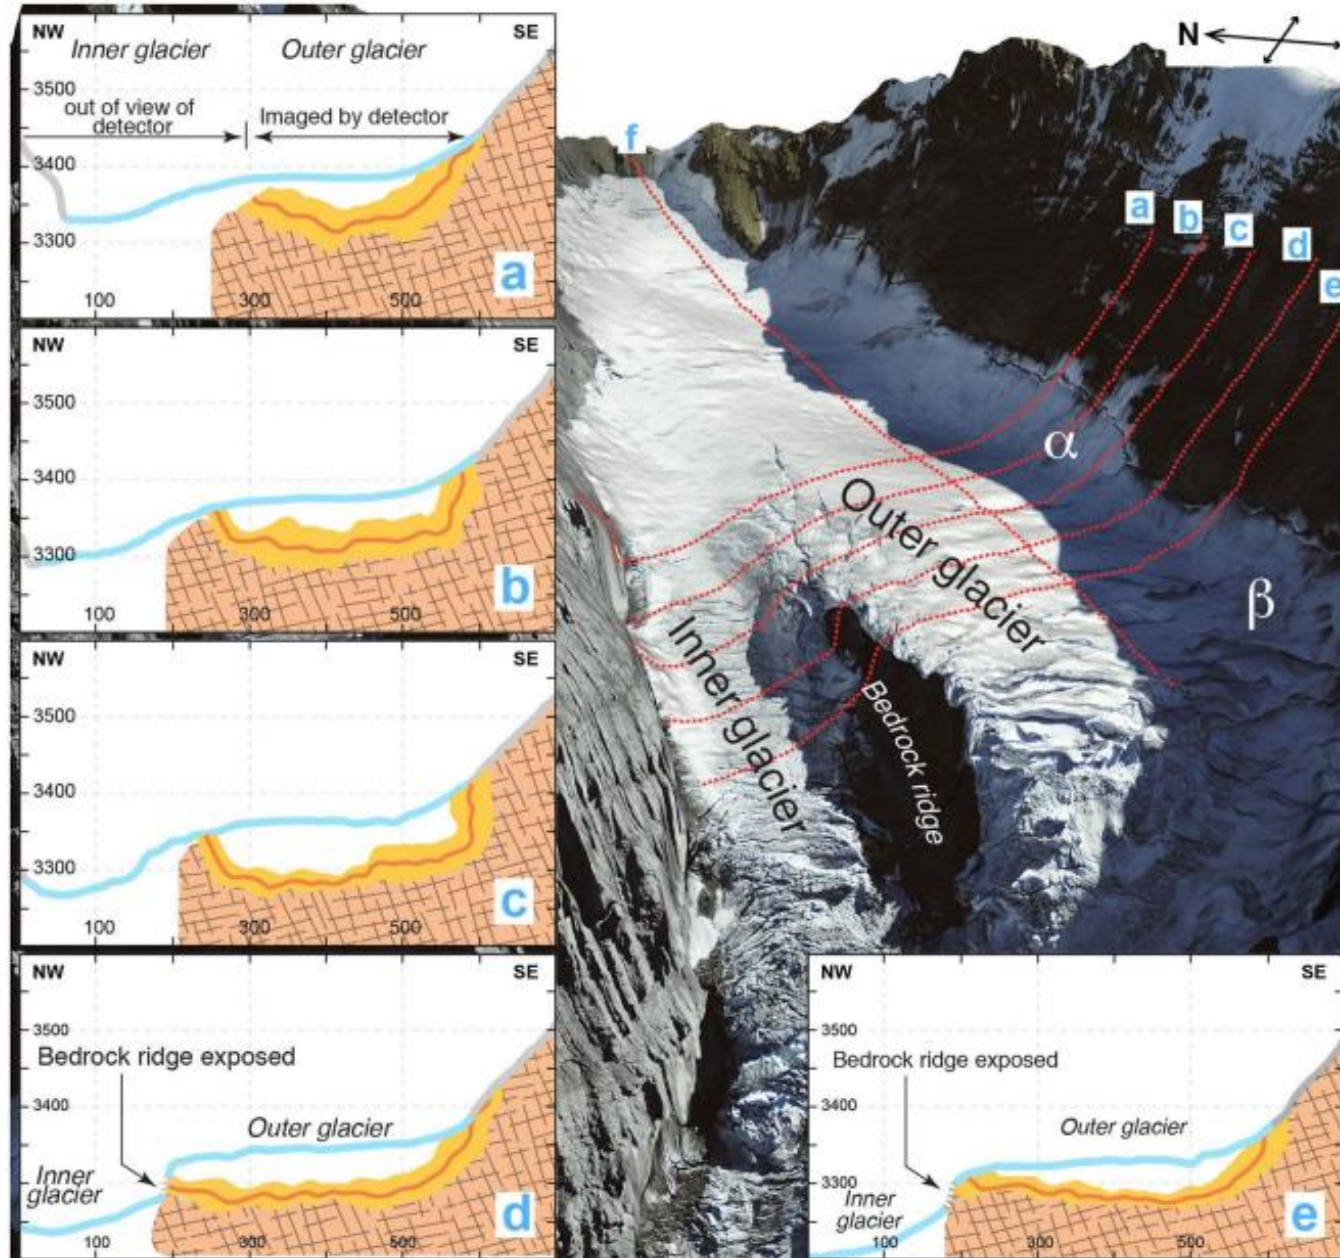 NW SE
Inner glacier Outer glacier
3500
out of view of
detector
Imaged by detector
3400
3300
100 300 500
a
NW SE
3500
3400
3300
100 500
b
NW SE
3500
3400
3300
100 300 500
c
NW SE
3500
Bedrock ridge exposed
3400
Outer glacier
3300
Inner
glacier
100 300 500
d
N
f
a
b
c
d
e
α
β
Outer glacier
Inner glacier
Bedrock ridge
NW SE
3500
Bedrock ridge exposed
3400
Outer glacier
3300
Inner
glacier
100 300 500
e